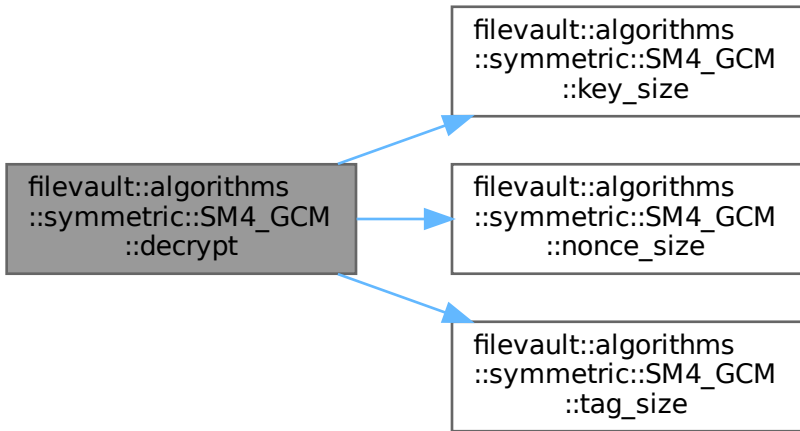 filevault::algorithms
::symmetric::SM4_GCM
::key_size
filevault::algorithms
::symmetric::SM4_GCM
::decrypt
filevault::algorithms
::symmetric::SM4_GCM
::nonce_size
filevault::algorithms
::symmetric::SM4_GCM
::tag_size